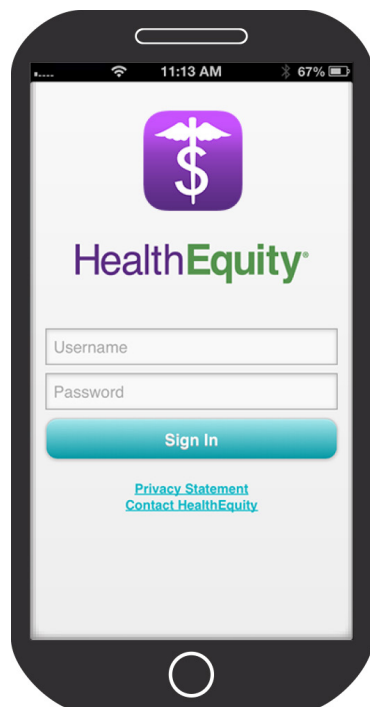 11:13 AM 67%
$
HealthEquity®
Username
Password
Sign In
Privacy Statement
Contact HealthEquity